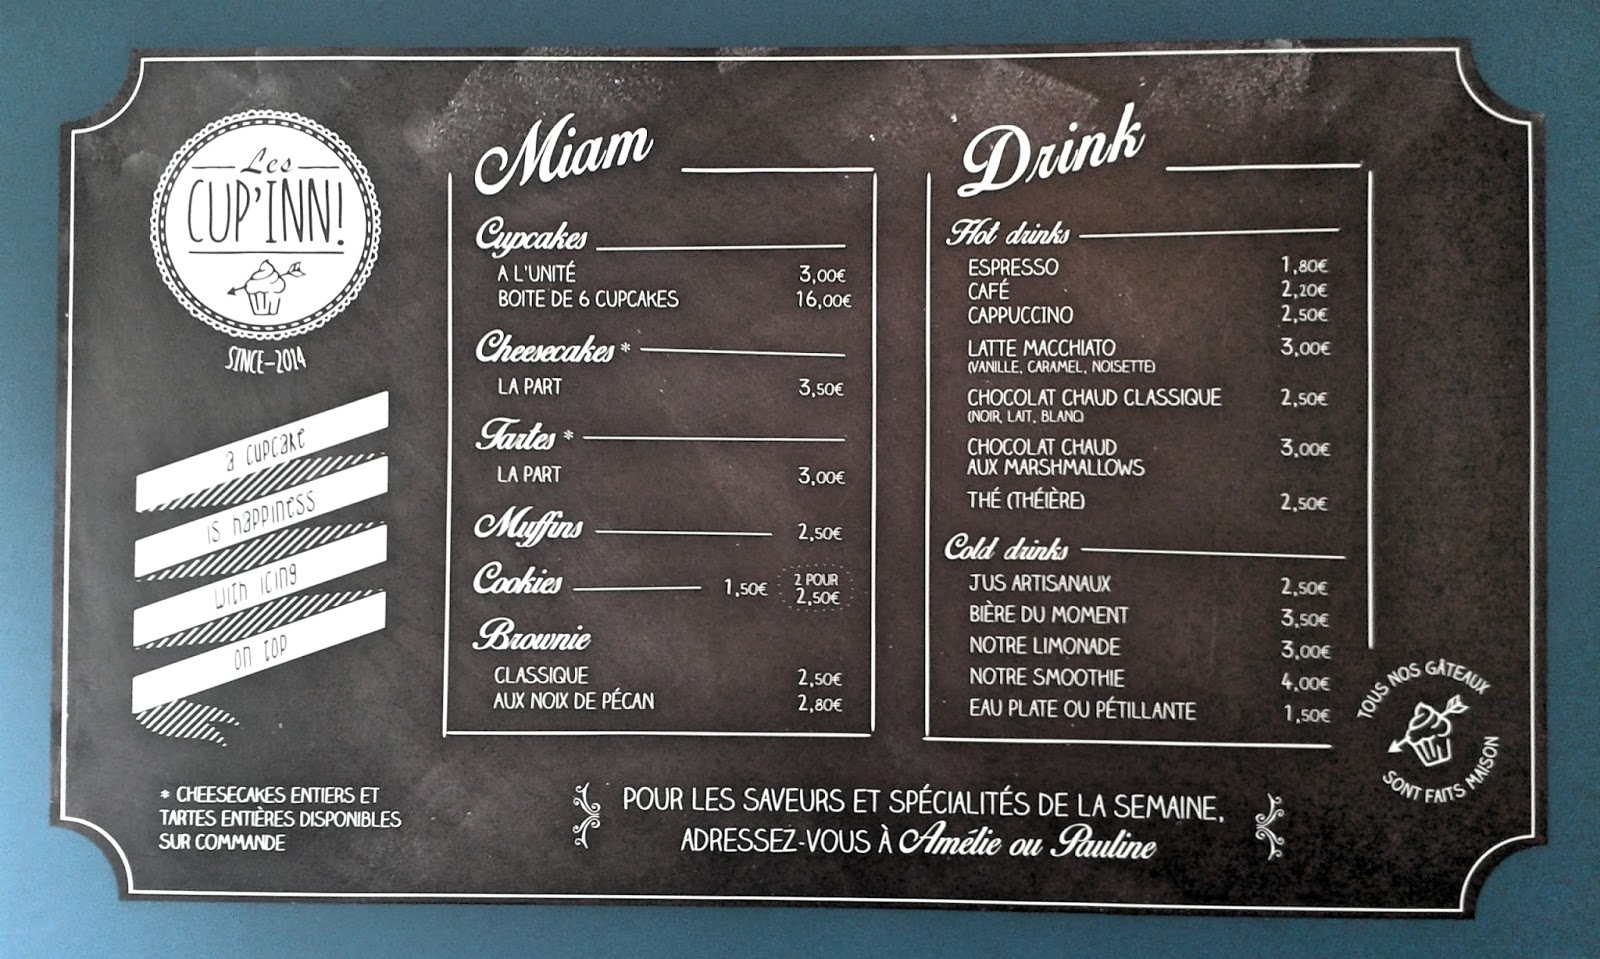 Les
CUP'INN!
SINCE-2014
a cupcake
is happiness
with icing
on top
* CHEESECAKES ENTIERS ET
TARTES ENTIÈRES DISPONIBLES
SUR COMMANDE
Miam
Cupcakes
A L'UNITÉ 3,00€
BOITE DE 6 CUPCAKES 16,00€
Cheesecakes *
LA PART 3,50€
Tartes *
LA PART 3,00€
Muffins 2,50€
Cookies 1,50€ 2 POUR
2,50€
Brownie
CLASSIQUE 2,50€
AUX NOIX DE PÉCAN 2,80€
Drink
Hot drinks
ESPRESSO 1,80€
CAFÉ 2,20€
CAPPUCCINO 2,50€
LATTE MACCHIATO 3,00€
(VANILLE, CARAMEL, NOISETTE)
CHOCOLAT CHAUD CLASSIQUE 2,50€
(NOIR, LAIT, BLANC)
CHOCOLAT CHAUD 3,00€
AUX MARSHMALLOWS
THÉ (THÉIÈRE) 2,50€
Cold drinks
JUS ARTISANAUX 2,50€
BIÈRE DU MOMENT 3,50€
NOTRE LIMONADE 3,00€
NOTRE SMOOTHIE 4,00€
EAU PLATE OU PÉTILLANTE 1,50€
TOUS NOS GÂTEAUX
SONT FAITS MAISON
POUR LES SAVEURS ET SPÉCIALITÉS DE LA SEMAINE,
ADRESSEZ-VOUS À Amélie ou Pauline